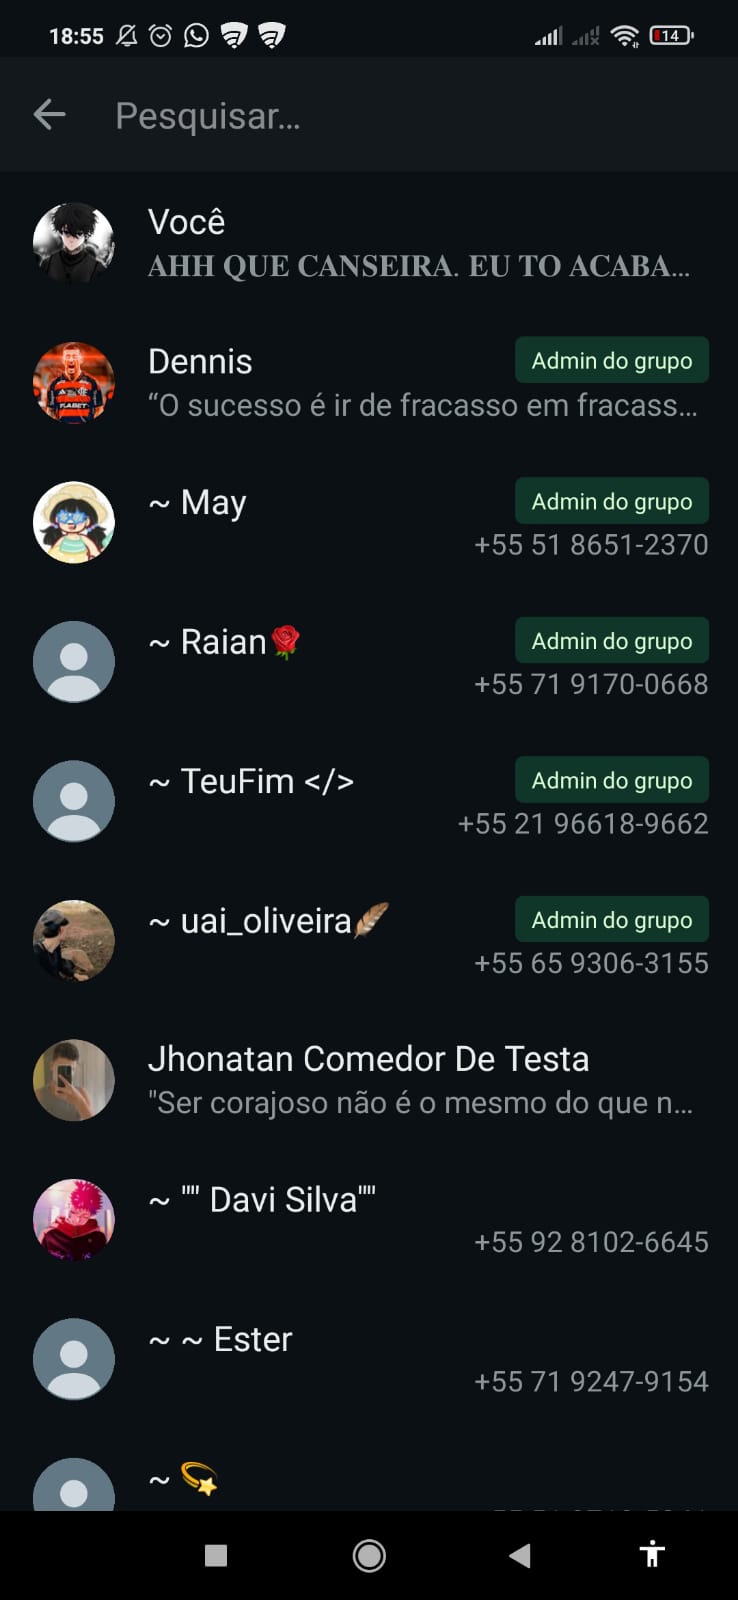 18:55
14
Pesquisar...
Você
AHH QUE CANSEIRA. EU TO ACABA...
Dennis
Admin do grupo
“O sucesso é ir de fracasso em fracass...
~ May
Admin do grupo
+55 51 8651-2370
~ Raian🌹
Admin do grupo
+55 71 9170-0668
~ TeuFim </>
Admin do grupo
+55 21 96618-9662
~ uai_oliveira🪶
Admin do grupo
+55 65 9306-3155
Jhonatan Comedor De Testa
"Ser corajoso não é o mesmo do que n...
~ "" Davi Silva""
+55 92 8102-6645
~ ~ Ester
+55 71 9247-9154
~ 💫